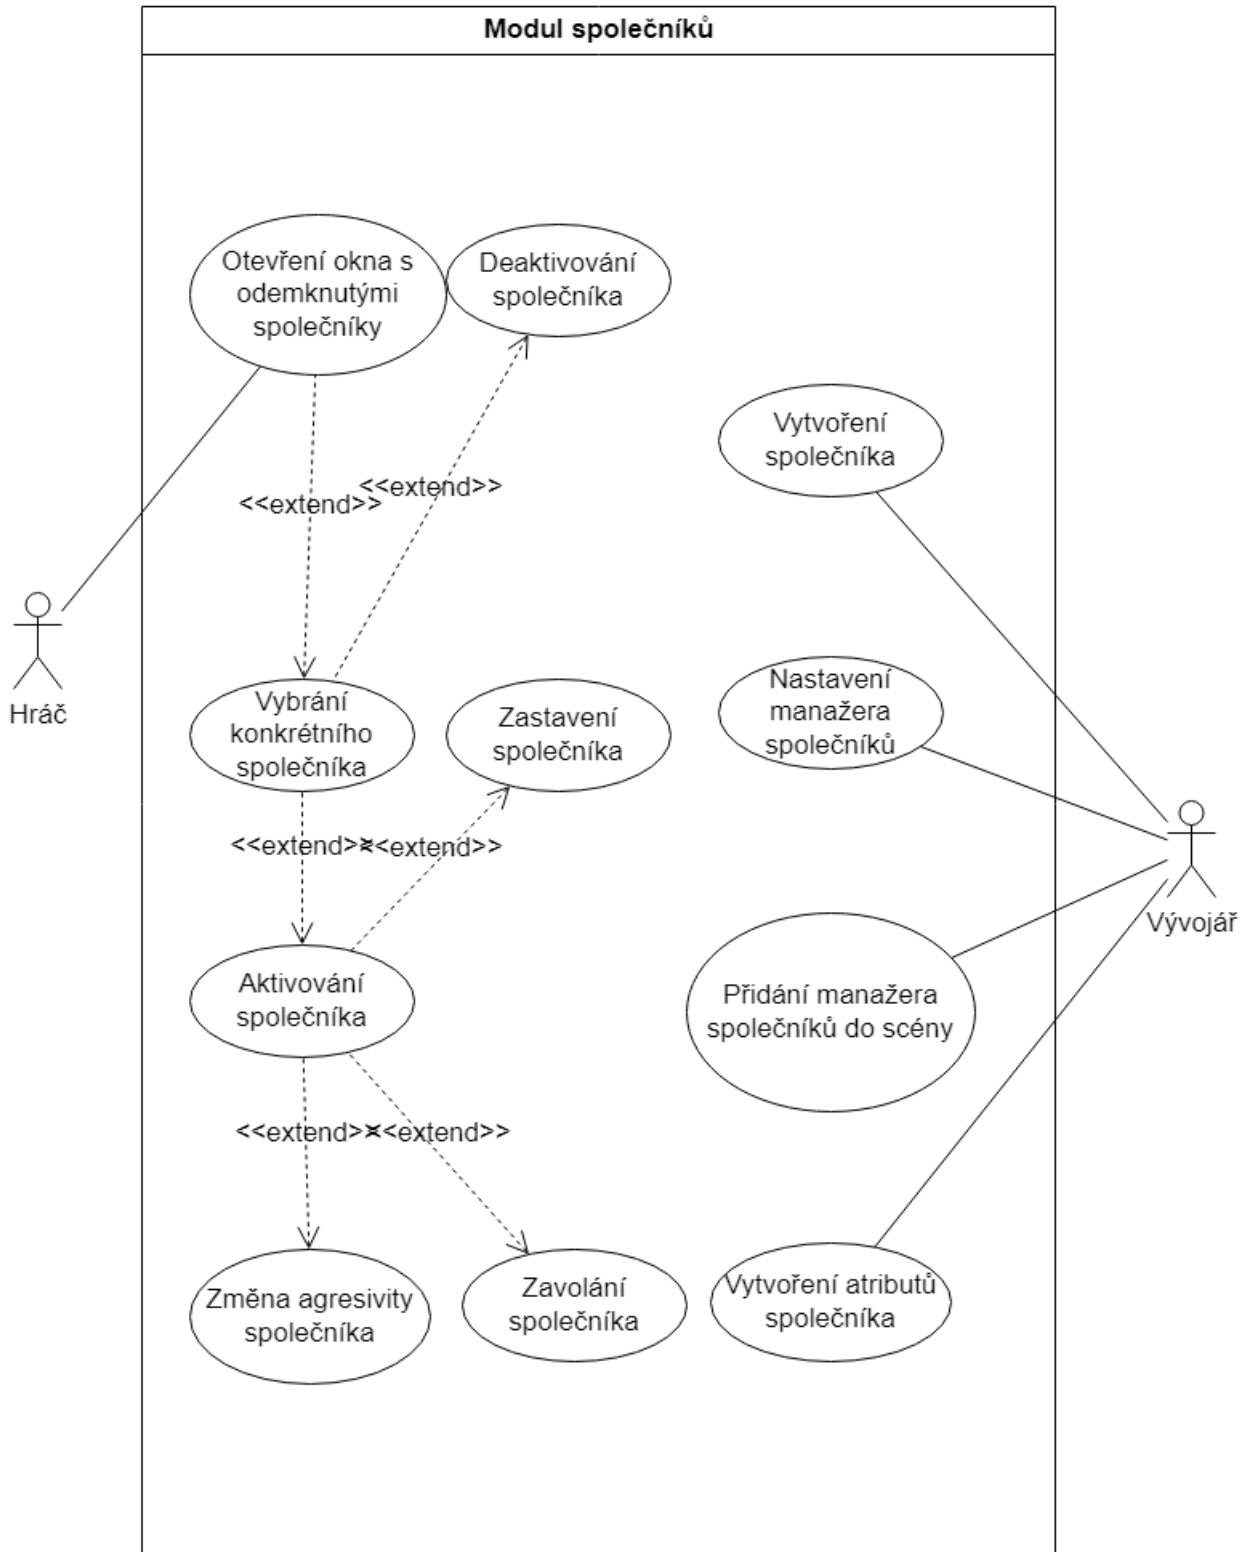 Modul společníků
Otevření okna s
odemknutými
společníky
Deaktivování
společníka
Vytvoření
společníka
<<extend>>
<<extend>>
Hráč
Vybrání
konkrétního
společníka
Zastavení
společníka
Nastavení
manažera
společníků
<<extend>>
<<extend>>
Vývojář
Aktivování
společníka
Přidání manažera
společníků do scény
<<extend>>
<<extend>>
Změna agresivity
společníka
Zavolání
společníka
Vytvoření atributů
společníka